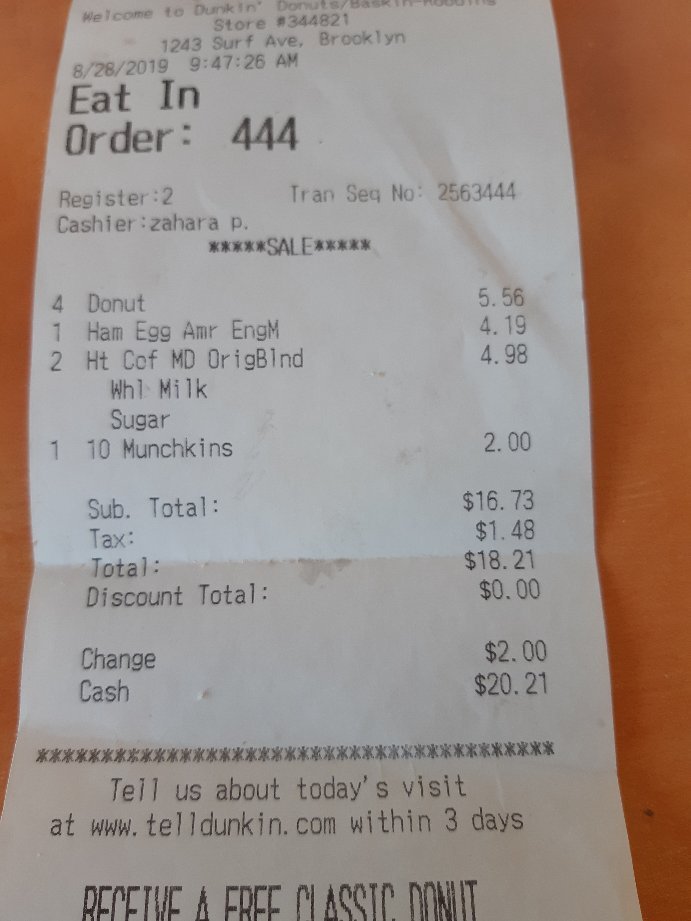 Welcome to Dunkin' Donuts/Baskin-Robbins
Store #344821
1243 Surf Ave, Brooklyn
8/28/2019 9:47:26 AM
Eat In
Order: 444
Register:2 Tran Seq No: 2563444
Cashier:zahara p.
*****SALE*****
4 Donut 5.56
1 Ham Egg Amr EngM 4.19
2 Ht Cof MD OrigBlnd 4.98
Whl Milk
Sugar
1 10 Munchkins 2.00
Sub. Total: $16.73
Tax: $1.48
Total: $18.21
Discount Total: $0.00
Change $2.00
Cash $20.21
****************************************
Tell us about today's visit
at www.telldunkin.com within 3 days
RECEIVE A FREE CLASSIC DONUT